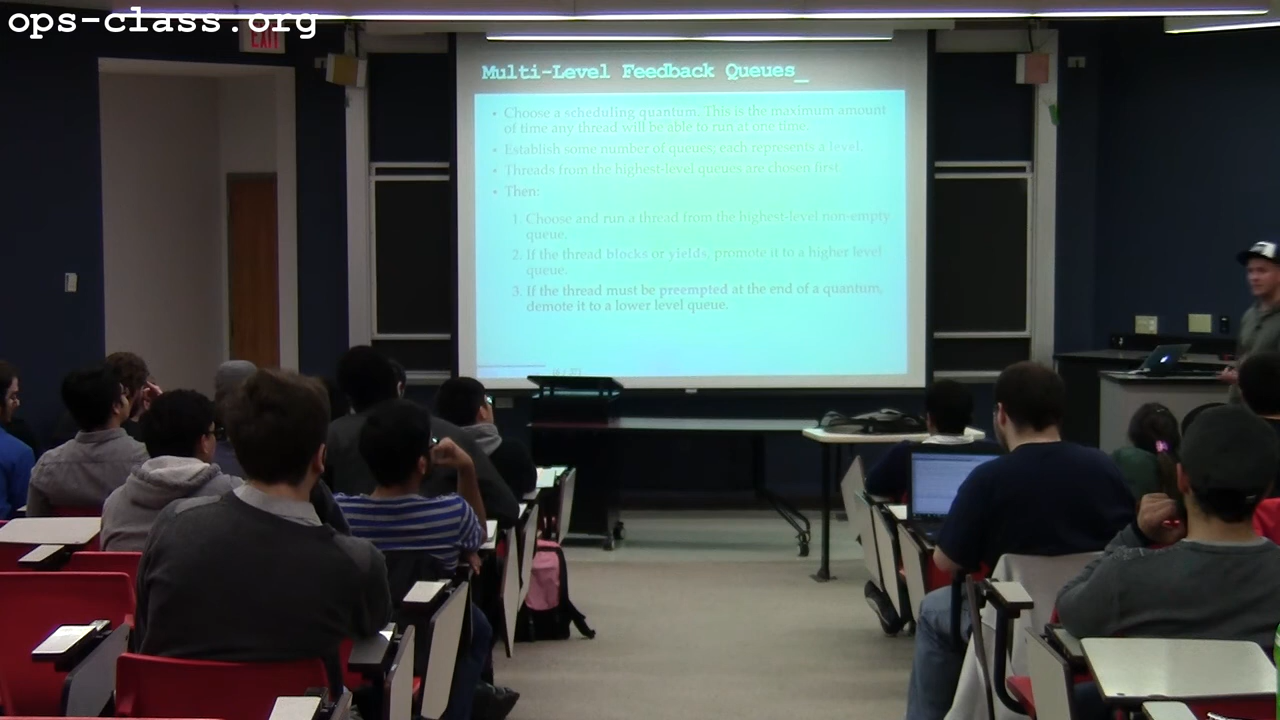 ops-class.org
EXIT
Multi-Level Feedback Queues_
• Choose a scheduling quantum. This is the maximum amount
of time any thread will be able to run at one time.
• Establish some number of queues; each represents a level.
• Threads from the highest-level queues are chosen first.
• Then:
1. Choose and run a thread from the highest-level non-empty
queue.
2. If the thread blocks or yields, promote it to a higher level
queue.
3. If the thread must be preempted at the end of a quantum,
demote it to a lower level queue.